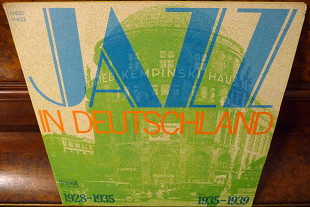 JAZZ
KEMPINSKI HAUS
IN DEUTSCHLAND
1928-1935
1935-1939